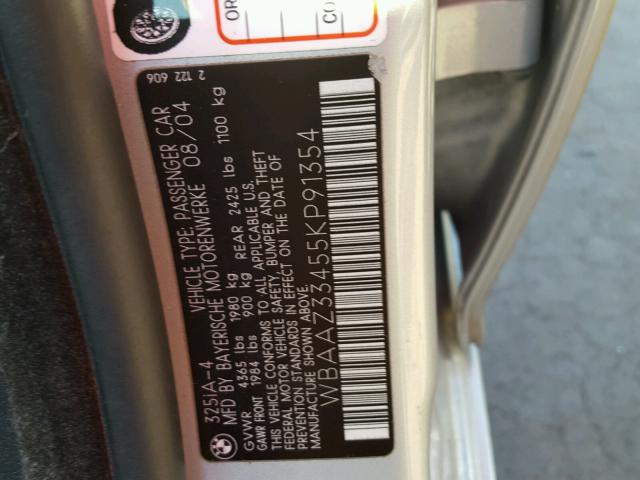 OR
CO
2 122 606
325iA-4
VEHICLE TYPE: PASSENGER CAR
MFD BY BAYERISCHE MOTORENWERKE 08/04
GVWR 4365 lbs 1980 kg REAR 2425 lbs 1100 kg
GAWR FRONT 1984 lbs 900 kg
THIS VEHICLE CONFORMS TO ALL APPLICABLE U.S.
FEDERAL MOTOR VEHICLE SAFETY, BUMPER AND THEFT
PREVENTION STANDARDS IN EFFECT ON THE DATE OF
MANUFACTURE SHOWN ABOVE.
WBAAZ33455KP91354